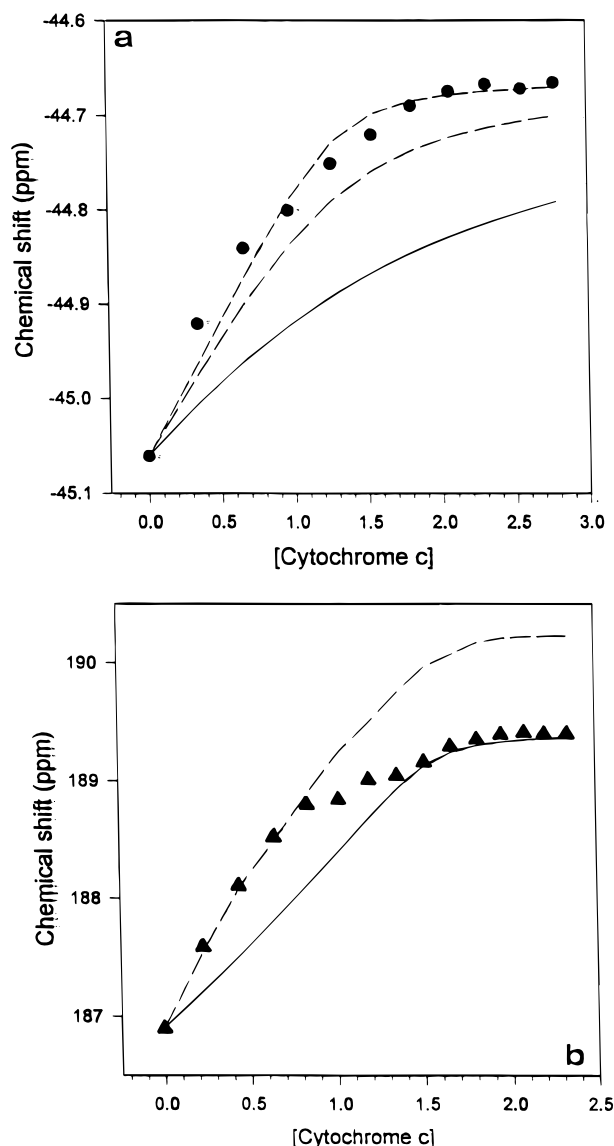 a
-44.6
-44.7
-44.8
-44.9
-45.0
-45.1
Chemical shift (ppm)
0.0 0.5 1.0 1.5 2.0 2.5 3.0
[Cytochrome c]
190
189
188
187
Chemical shift (ppm)
b
0.0 0.5 1.0 1.5 2.0 2.5
[Cytochrome c]